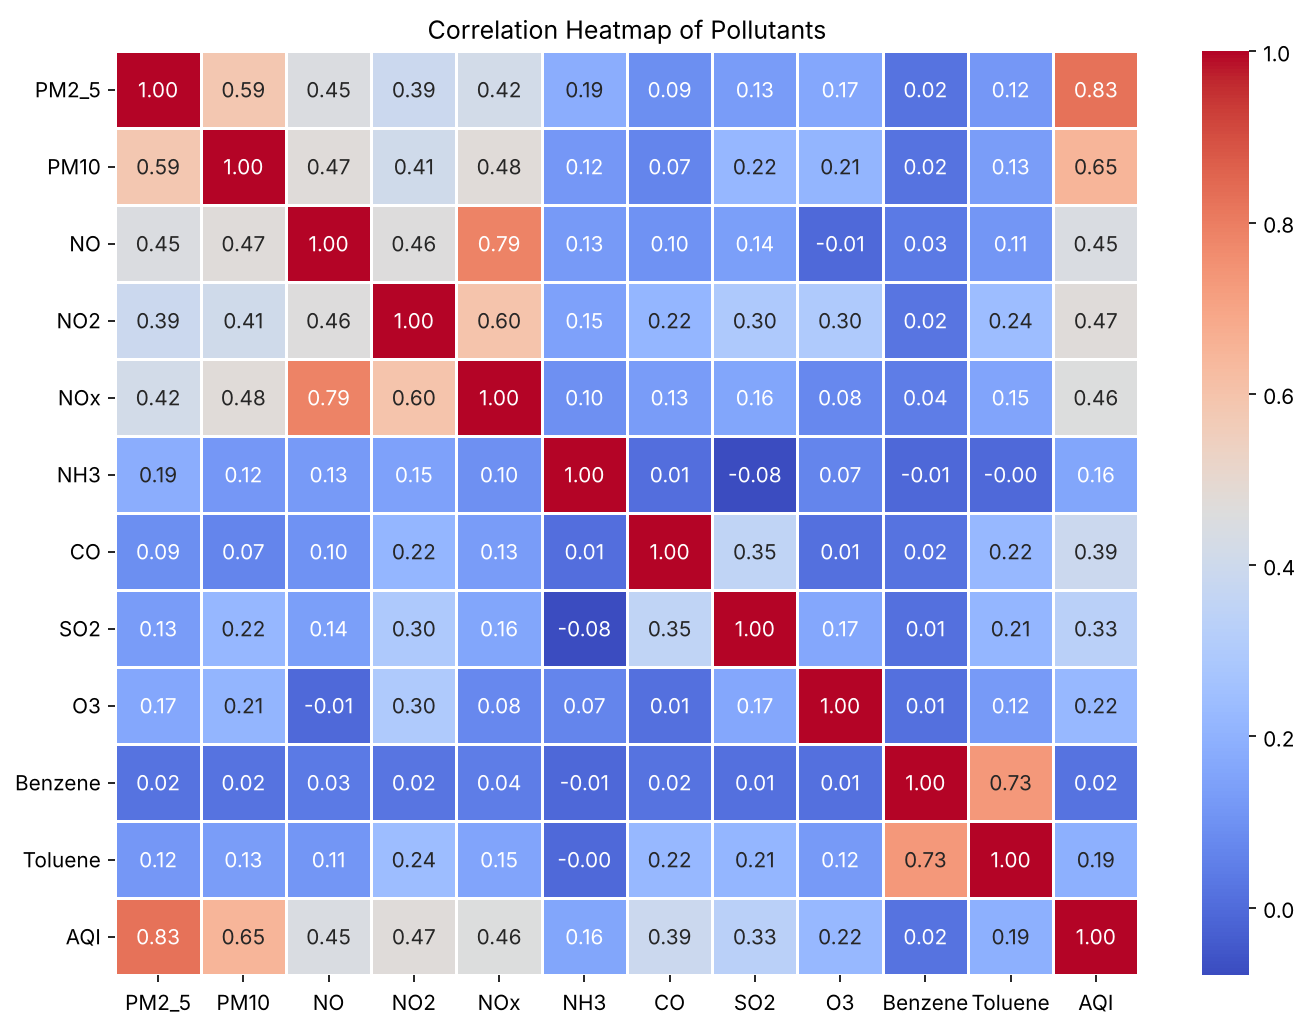 Correlation Heatmap of Pollutants
PM2_5 1.00 0.59 0.45 0.39 0.42 0.19 0.09 0.13 0.17 0.02 0.12 0.83
PM10 0.59 1.00 0.47 0.41 0.48 0.12 0.07 0.22 0.21 0.02 0.13 0.65
NO 0.45 0.47 1.00 0.46 0.79 0.13 0.10 0.14 -0.01 0.03 0.11 0.45
NO2 0.39 0.41 0.46 1.00 0.60 0.15 0.22 0.30 0.30 0.02 0.24 0.47
NOx 0.42 0.48 0.79 0.60 1.00 0.10 0.13 0.16 0.08 0.04 0.15 0.46
NH3 0.19 0.12 0.13 0.15 0.10 1.00 0.01 -0.08 0.07 -0.01 -0.00 0.16
CO 0.09 0.07 0.10 0.22 0.13 0.01 1.00 0.35 0.01 0.02 0.22 0.39
SO2 0.13 0.22 0.14 0.30 0.16 -0.08 0.35 1.00 0.17 0.01 0.21 0.33
O3 0.17 0.21 -0.01 0.30 0.08 0.07 0.01 0.17 1.00 0.01 0.12 0.22
Benzene 0.02 0.02 0.03 0.02 0.04 -0.01 0.02 0.01 0.01 1.00 0.73 0.02
Toluene 0.12 0.13 0.11 0.24 0.15 -0.00 0.22 0.21 0.12 0.73 1.00 0.19
AQI 0.83 0.65 0.45 0.47 0.46 0.16 0.39 0.33 0.22 0.02 0.19 1.00
PM2_5 PM10 NO NO2 NOx NH3 CO SO2 O3 Benzene Toluene AQI
1.0
0.8
0.6
0.4
0.2
0.0